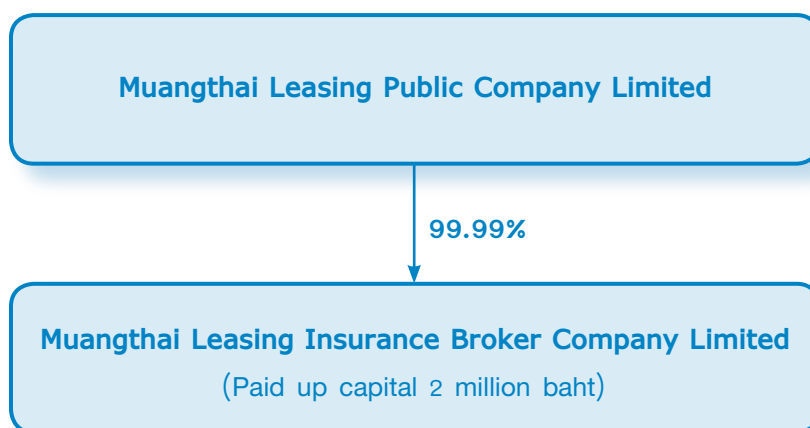 Muangthai Leasing Public Company Limited
99.99%
Muangthai Leasing Insurance Broker Company Limited
(Paid up capital 2 million baht)